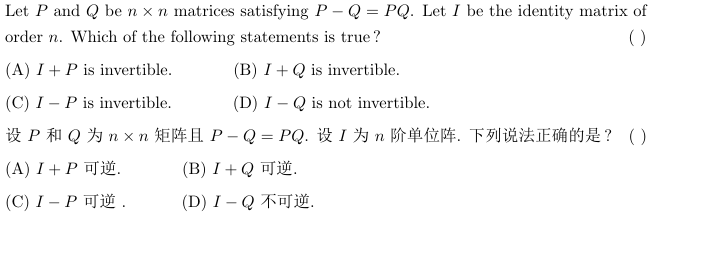 Let P and Q be n × n matrices satisfying P − Q = PQ. Let I be the identity matrix of
order n. Which of the following statements is true? ( )
(A) I + P is invertible. (B) I + Q is invertible.
(C) I − P is invertible. (D) I − Q is not invertible.
设 P 和 Q 为 n × n 矩阵且 P − Q = PQ. 设 I 为 n 阶单位阵. 下列说法正确的是? ( )
(A) I + P 可逆. (B) I + Q 可逆.
(C) I − P 可逆 . (D) I − Q 不可逆.